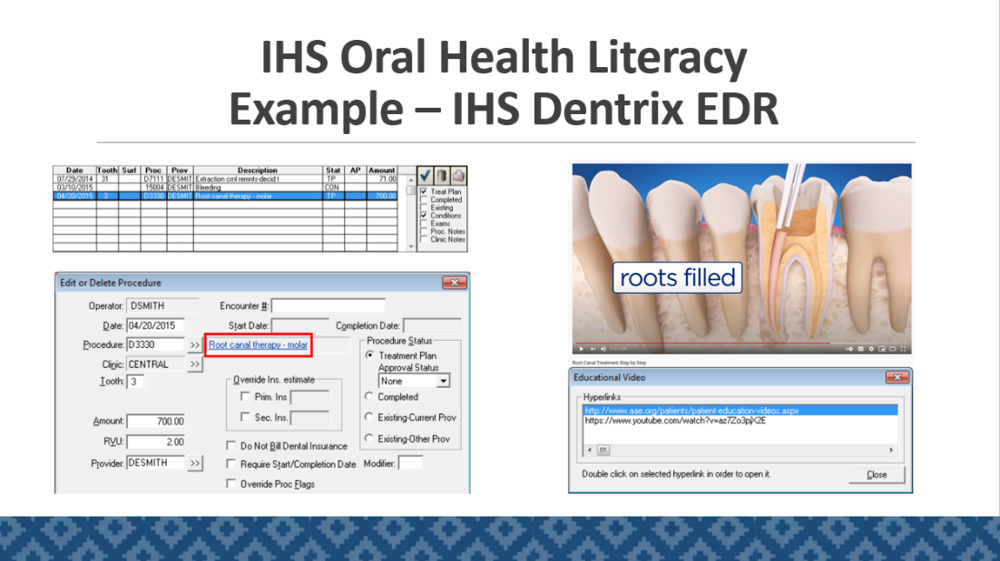 IHS Oral Health Literacy
Example – IHS Dentrix EDR
Date Tooth Surf Proc Prov Description Stat AP Amount
07/29/2014 31 D7111 DESMIT Extraction crnl remnts-decid t TP 71.00
03/10/2015 15004 DESMIT Bleeding CON
04/20/2015 3 D3330 DESMIT Root canal therapy - molar TP 700.00
Treat Plan
Completed
Existing
Conditions
Exams
Proc. Notes
Clinic Notes
Edit or Delete Procedure
Operator: DSMITH Encounter #:
Date: 04/20/2015 Start Date: Completion Date:
Procedure: D3330 >> Root canal therapy - molar
Clinic: CENTRAL >>
Tooth: 3
Amount: 700.00
RVU: 2.00
Provider: DESMITH >>
Override Ins. estimate
Prim. Ins
Sec. Ins.
Do Not Bill Dental Insurance
Require Start/Completion Date Modifier:
Override Proc Flags
Procedure Status
Treatment Plan
Approval Status
None
Completed
Existing-Current Prov
Existing-Other Prov
roots filled
Root Canal Treatment Step by Step
Educational Video
Hyperlinks
http://www.aae.org/patients/patient-education-videos.aspx
Double click on selected hyperlink in order to open it.
Close